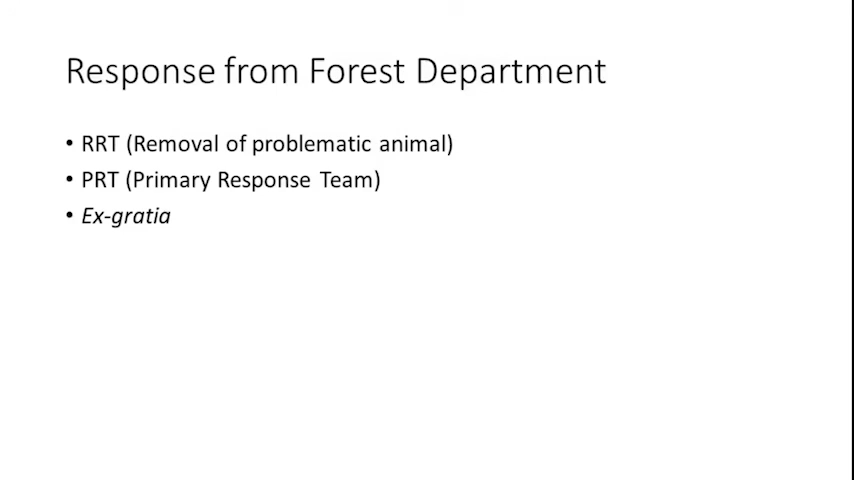 Response from Forest Department
• RRT (Removal of problematic animal)
• PRT (Primary Response Team)
• Ex-gratia